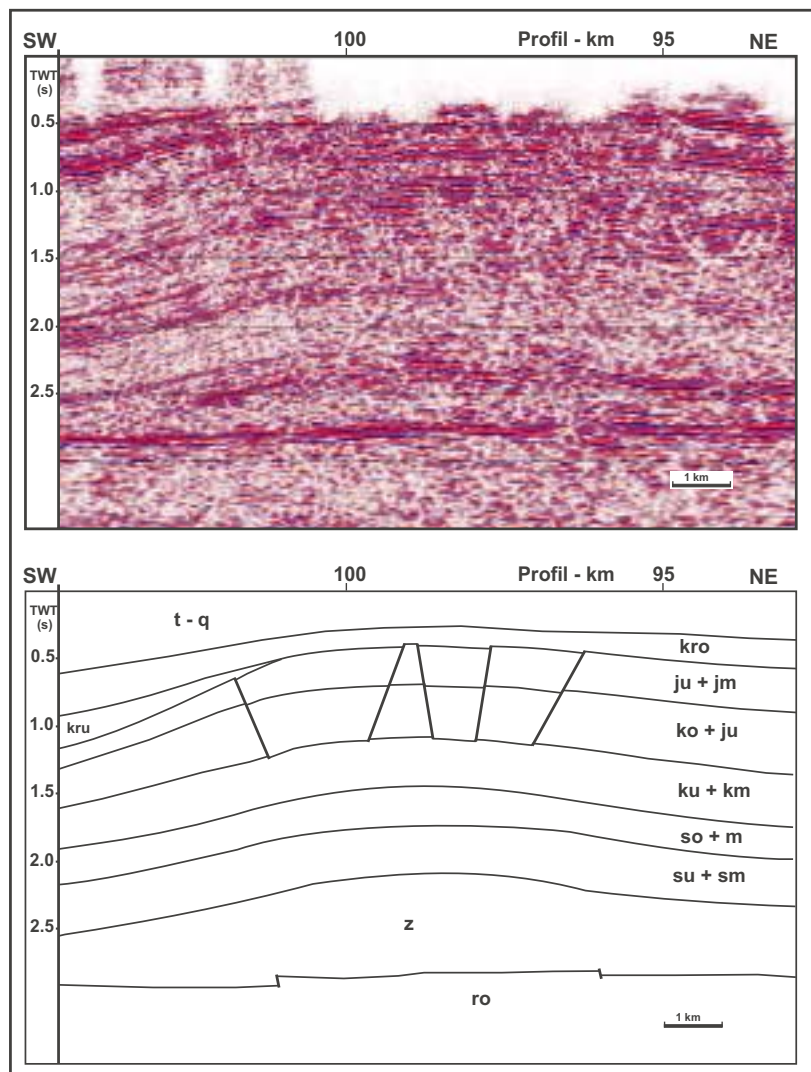 SW 100 Profil - km 95 NE
TWT
(s)
0.5
1.0
1.5
2.0
2.5
1 km
SW 100 Profil - km 95 NE
TWT
(s)
t - q
0.5
kro
ju + jm
1.0
kru
ko + ju
1.5
ku + km
so + m
2.0
su + sm
2.5
z
ro
1 km